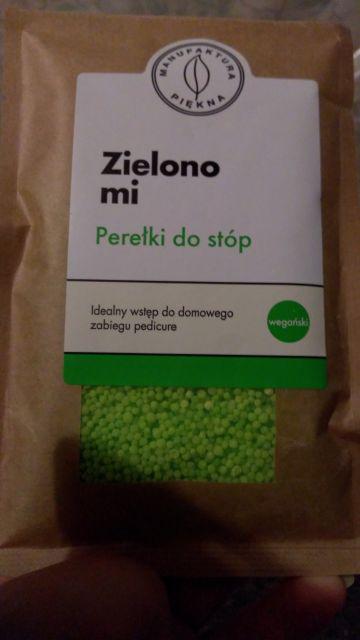 MANUFAKTURA
PIĘKNA
Zielono
mi
Perełki do stóp
Idealny wstęp do domowego
zabiegu pedicure
wegański